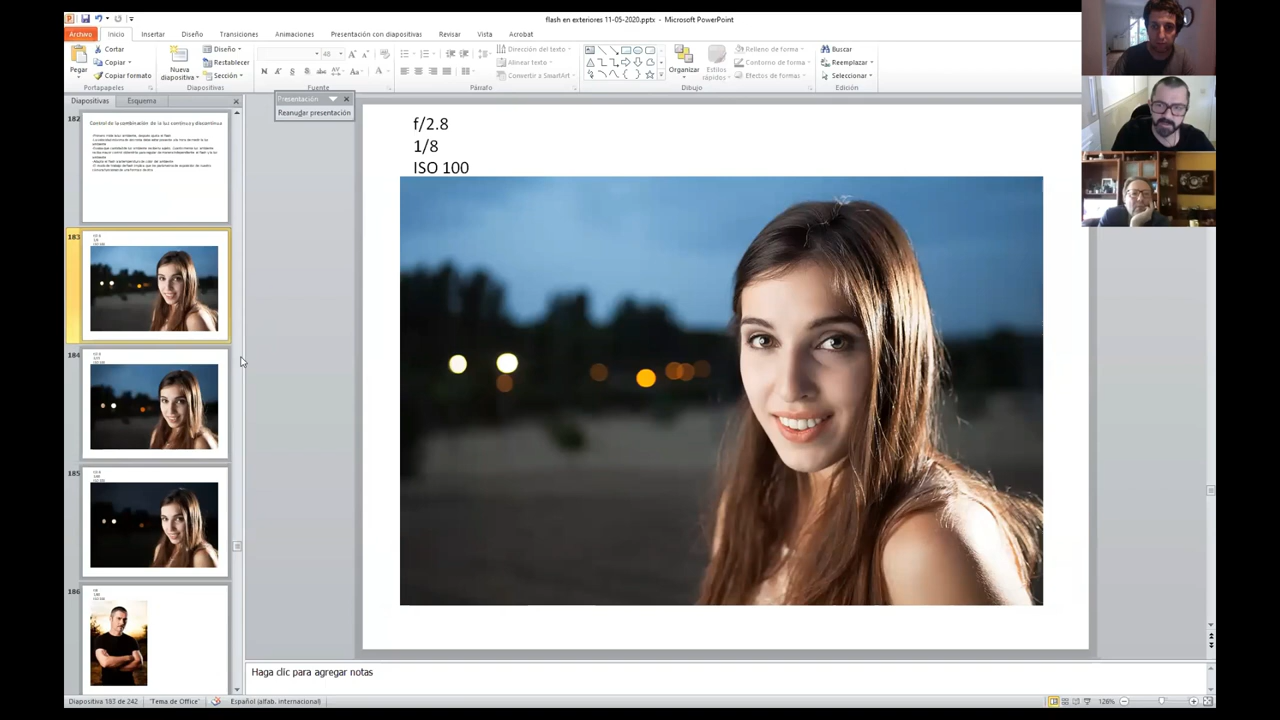 flash en exteriores 11-05-2020.pptx - Microsoft PowerPoint
Archivo Inicio Insertar Diseño Transiciones Animaciones Presentación con diapositivas Revisar Vista Acrobat
Pegar
Cortar
Copiar
Copiar formato
Portapapeles
Nueva diapositiva
Diseño
Restablecer
Sección
Diapositivas
48
N K S
Aa A
Fuente
Dirección del texto
Alinear texto
Convertir a SmartArt
Párrafo
Organizar
Estilos rápidos
Relleno de forma
Contorno de forma
Efectos de formas
Dibujo
Buscar
Reemplazar
Seleccionar
Edición
Diapositivas Esquema
Presentación
Reanudar presentación
182
Control de la combinación de la luz continua y discontinua
183
184
185
186
f/2.8
1/8
ISO 100
Haga clic para agregar notas
Diapositiva 183 de 242 "Tema de Office" Español (alfab. internacional) 126%